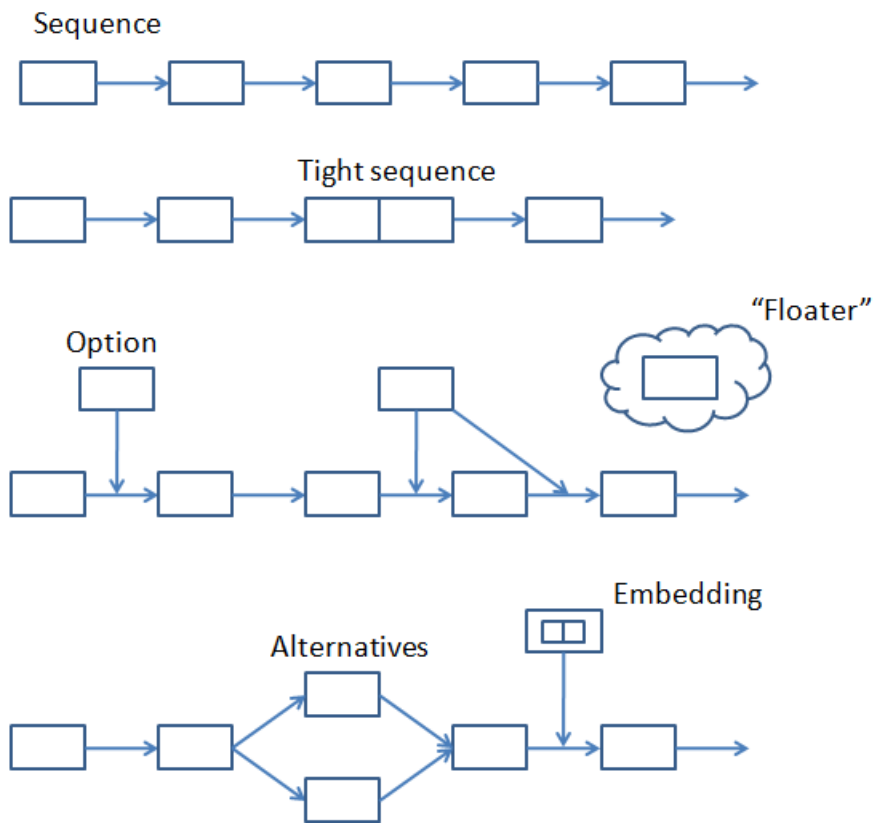 Sequence
Tight sequence
“Floater”
Option
Embedding
Alternatives